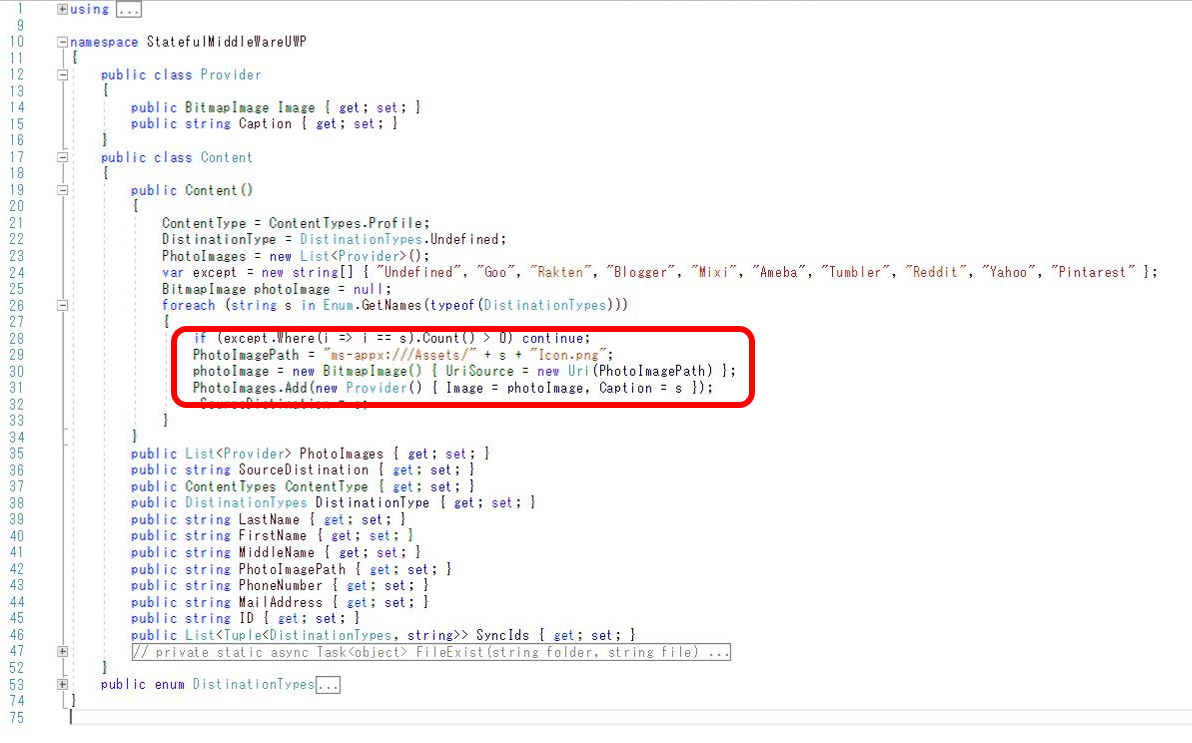 1 using ...
9
10 namespace StatefulMiddleWareUWP
11 {
12 public class Provider
13 {
14 public BitmapImage Image { get; set; }
15 public string Caption { get; set; }
16 }
17 public class Content
18 {
19 public Content()
20 {
21 ContentType = ContentTypes.Profile;
22 DistinationType = DistinationTypes.Undefined;
23 PhotoImages = new List<Provider>();
24 var except = new string[] { "Undefined", "Goo", "Rakten", "Blogger", "Mixi", "Ameba", "Tumbler", "Reddit", "Yahoo", "Pintarest" };
25 BitmapImage photoImage = null;
26 foreach (string s in Enum.GetNames(typeof(DistinationTypes)))
27 {
28 if (except.Where(i => i == s).Count() > 0) continue;
29 PhotoImagePath = "ms-appx:///Assets/" + s + "Icon.png";
30 photoImage = new BitmapImage() { UriSource = new Uri(PhotoImagePath) };
31 PhotoImages.Add(new Provider() { Image = photoImage, Caption = s });
32 SourceDistination = s;
33 }
34 }
35 public List<Provider> PhotoImages { get; set; }
36 public string SourceDistination { get; set; }
37 public ContentTypes ContentType { get; set; }
38 public DistinationTypes DistinationType { get; set; }
39 public string LastName { get; set; }
40 public string FirstName { get; set; }
41 public string MiddleName { get; set; }
42 public string PhotoImagePath { get; set; }
43 public string PhoneNumber { get; set; }
44 public string MailAddress { get; set; }
45 public string ID { get; set; }
46 public List<Tuple<DistinationTypes, string>> SyncIds { get; set; }
47 // private static async Task<object> FileExist(string folder, string file) ...
52 }
53 public enum DistinationTypes...
74 }
75